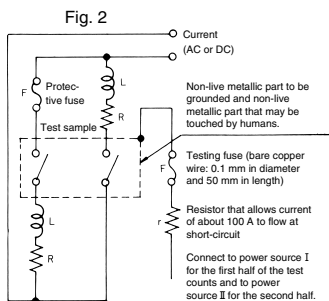 Fig. 2
Current
(AC or DC)
L
F
Protec-
tive fuse
R
Test sample
Non-live metallic part to be
grounded and non-live
metallic part that may be
touched by humans.
F
Testing fuse (bare copper
wire: 0.1 mm in diameter
and 50 mm in length)
L
r
Resistor that allows current
of about 100 A to flow at
short-circuit
R
Connect to power source I
for the first half of the test
counts and to power
source II for the second half.